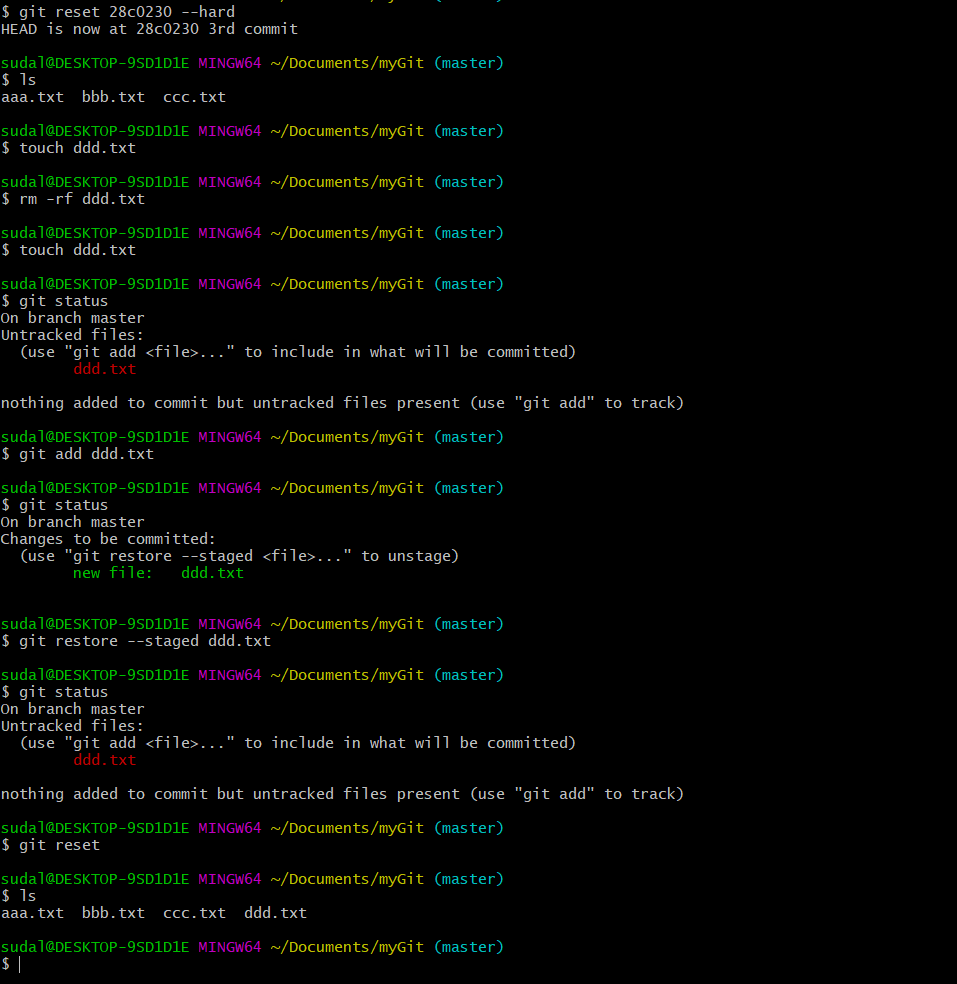 $ git reset 28c0230 --hard
HEAD is now at 28c0230 3rd commit
sudal@DESKTOP-9SD1D1E MINGW64 ~/Documents/myGit (master)
$ ls
aaa.txt  bbb.txt  ccc.txt
sudal@DESKTOP-9SD1D1E MINGW64 ~/Documents/myGit (master)
$ touch ddd.txt
sudal@DESKTOP-9SD1D1E MINGW64 ~/Documents/myGit (master)
$ rm -rf ddd.txt
sudal@DESKTOP-9SD1D1E MINGW64 ~/Documents/myGit (master)
$ touch ddd.txt
sudal@DESKTOP-9SD1D1E MINGW64 ~/Documents/myGit (master)
$ git status
On branch master
Untracked files:
  (use "git add <file>..." to include in what will be committed)
        ddd.txt
nothing added to commit but untracked files present (use "git add" to track)
sudal@DESKTOP-9SD1D1E MINGW64 ~/Documents/myGit (master)
$ git add ddd.txt
sudal@DESKTOP-9SD1D1E MINGW64 ~/Documents/myGit (master)
$ git status
On branch master
Changes to be committed:
  (use "git restore --staged <file>..." to unstage)
        new file:   ddd.txt
sudal@DESKTOP-9SD1D1E MINGW64 ~/Documents/myGit (master)
$ git restore --staged ddd.txt
sudal@DESKTOP-9SD1D1E MINGW64 ~/Documents/myGit (master)
$ git status
On branch master
Untracked files:
  (use "git add <file>..." to include in what will be committed)
        ddd.txt
nothing added to commit but untracked files present (use "git add" to track)
sudal@DESKTOP-9SD1D1E MINGW64 ~/Documents/myGit (master)
$ git reset
sudal@DESKTOP-9SD1D1E MINGW64 ~/Documents/myGit (master)
$ ls
aaa.txt  bbb.txt  ccc.txt  ddd.txt
sudal@DESKTOP-9SD1D1E MINGW64 ~/Documents/myGit (master)
$